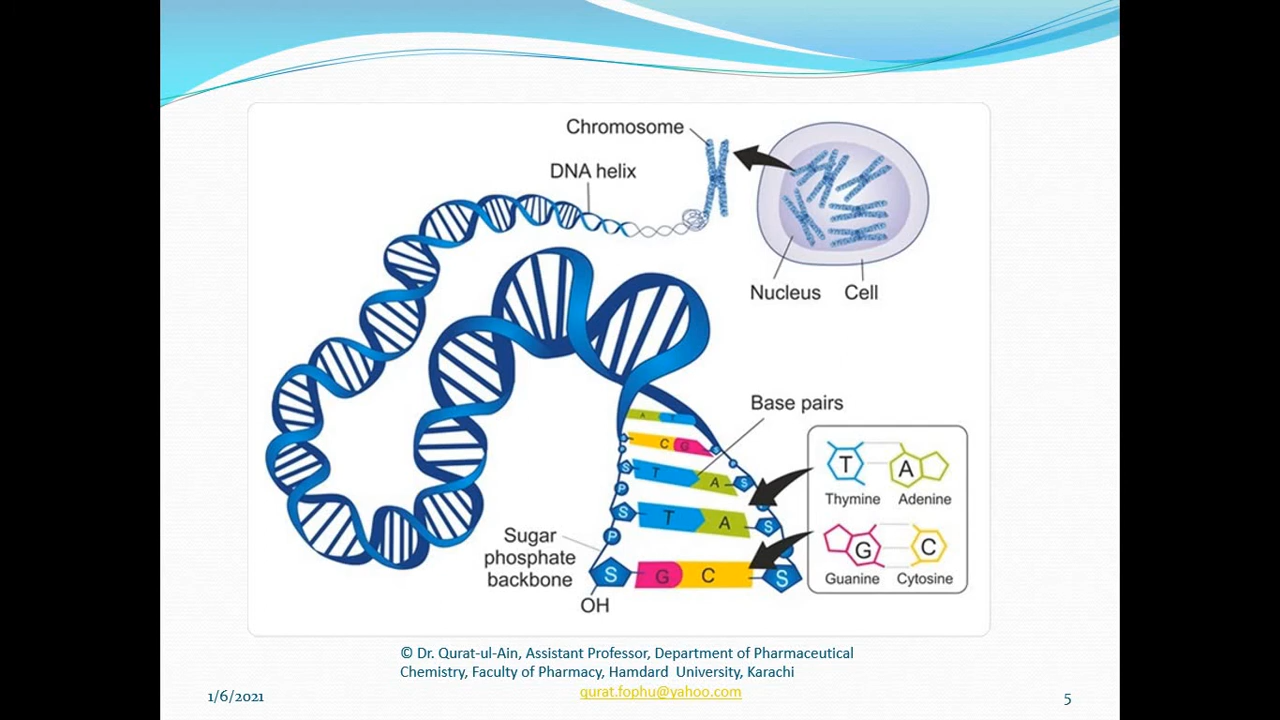 Chromosome
DNA helix
Nucleus
Cell
Base pairs
A T
C G
T A
S T A S
P
S T A S
P
S G C S
OH
Sugar
phosphate
backbone
T A
Thymine Adenine
G C
Guanine Cytosine
© Dr. Qurat-ul-Ain, Assistant Professor, Department of Pharmaceutical
Chemistry, Faculty of Pharmacy, Hamdard University, Karachi
qurat.fophu@yahoo.com
1/6/2021
5